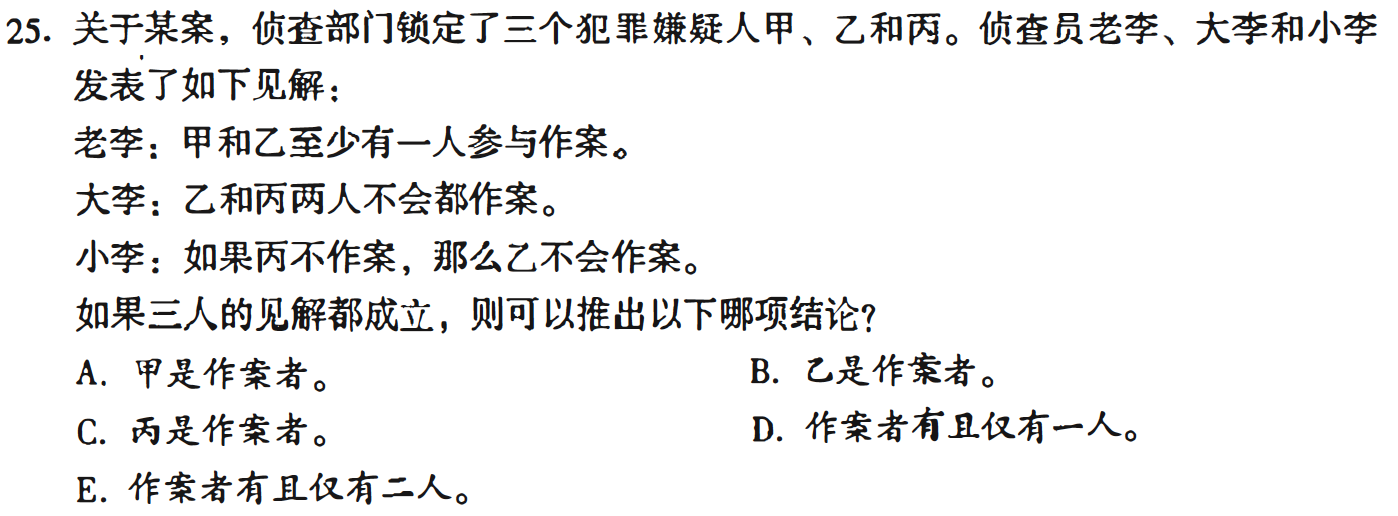 25. 关于某案，侦查部门锁定了三个犯罪嫌疑人甲、乙和丙。侦查员老李、大李和小李
发表了如下见解：
老李：甲和乙至少有一人参与作案。
大李：乙和丙两人不会都作案。
小李：如果丙不作案，那么乙不会作案。
如果三人的见解都成立，则可以推出以下哪项结论？
A. 甲是作案者。 B. 乙是作案者。
C. 丙是作案者。 D. 作案者有且仅有一人。
E. 作案者有且仅有二人。